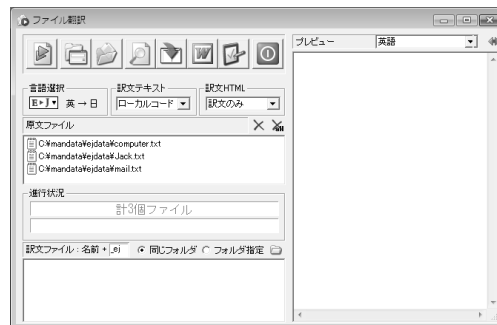 ファイル翻訳
プレビュー 英語
言語選択 訳文テキスト 訳文HTML
E▸J▾ 英→日 ローカルコード 訳文のみ
原文ファイル
C:¥mandata¥ejdata¥computer.txt
C:¥mandata¥ejdata¥Jack.txt
C:¥mandata¥ejdata¥mail.txt
進行状況
計3個ファイル
訳文ファイル：名前 + _ej 同じフォルダ フォルダ指定